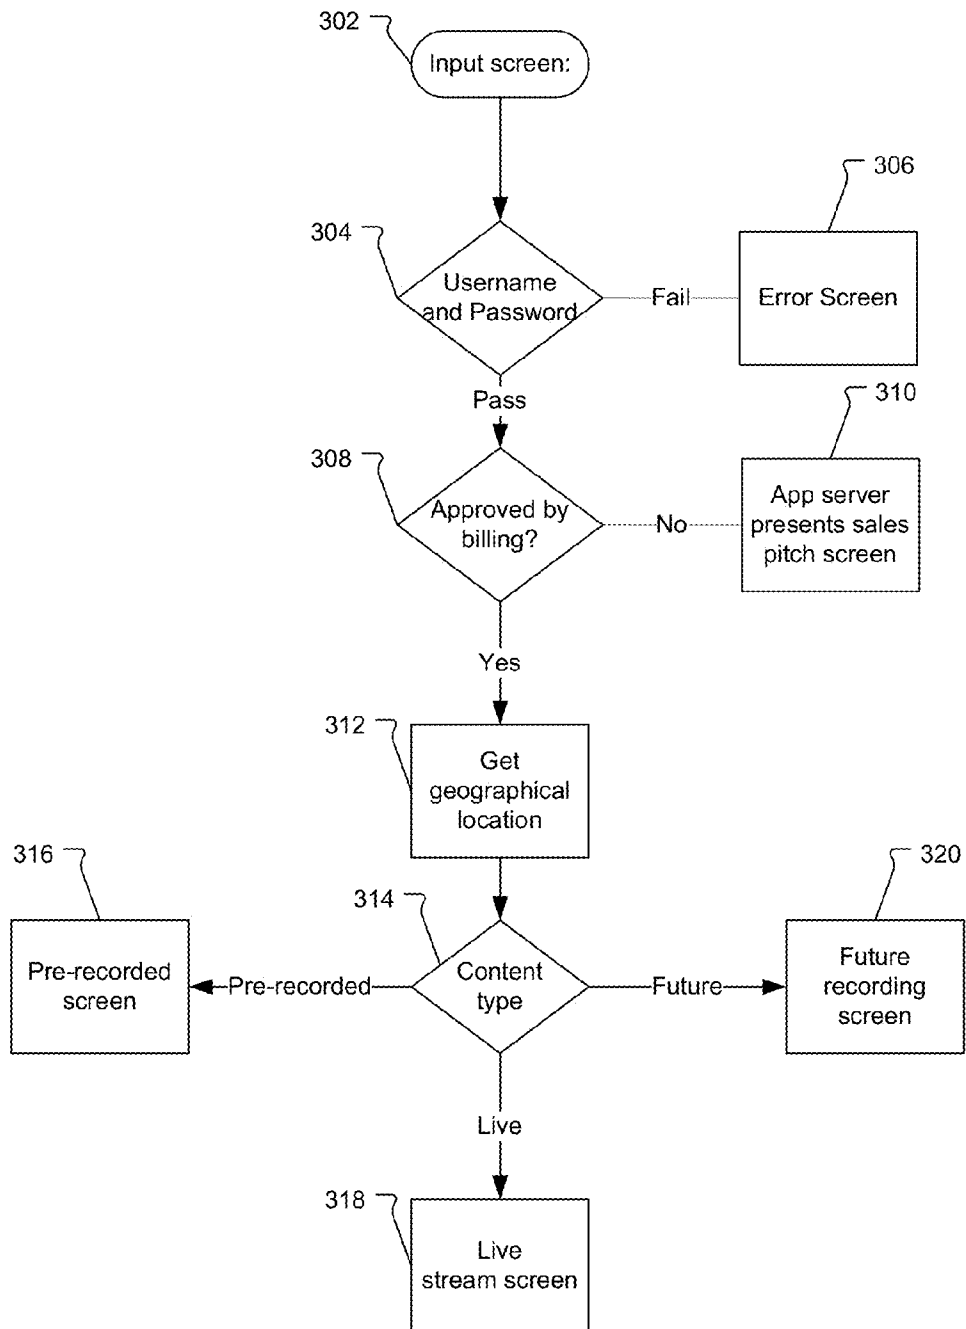 302
Input screen:
306
304
Username
and Password
Fail
Error Screen
Pass
310
308
Approved by
billing?
No
App server
presents sales
pitch screen
Yes
312
Get
geographical
location
316
320
314
Pre-recorded
screen
Pre-recorded
Content
type
Future
Future
recording
screen
Live
318
Live
stream screen